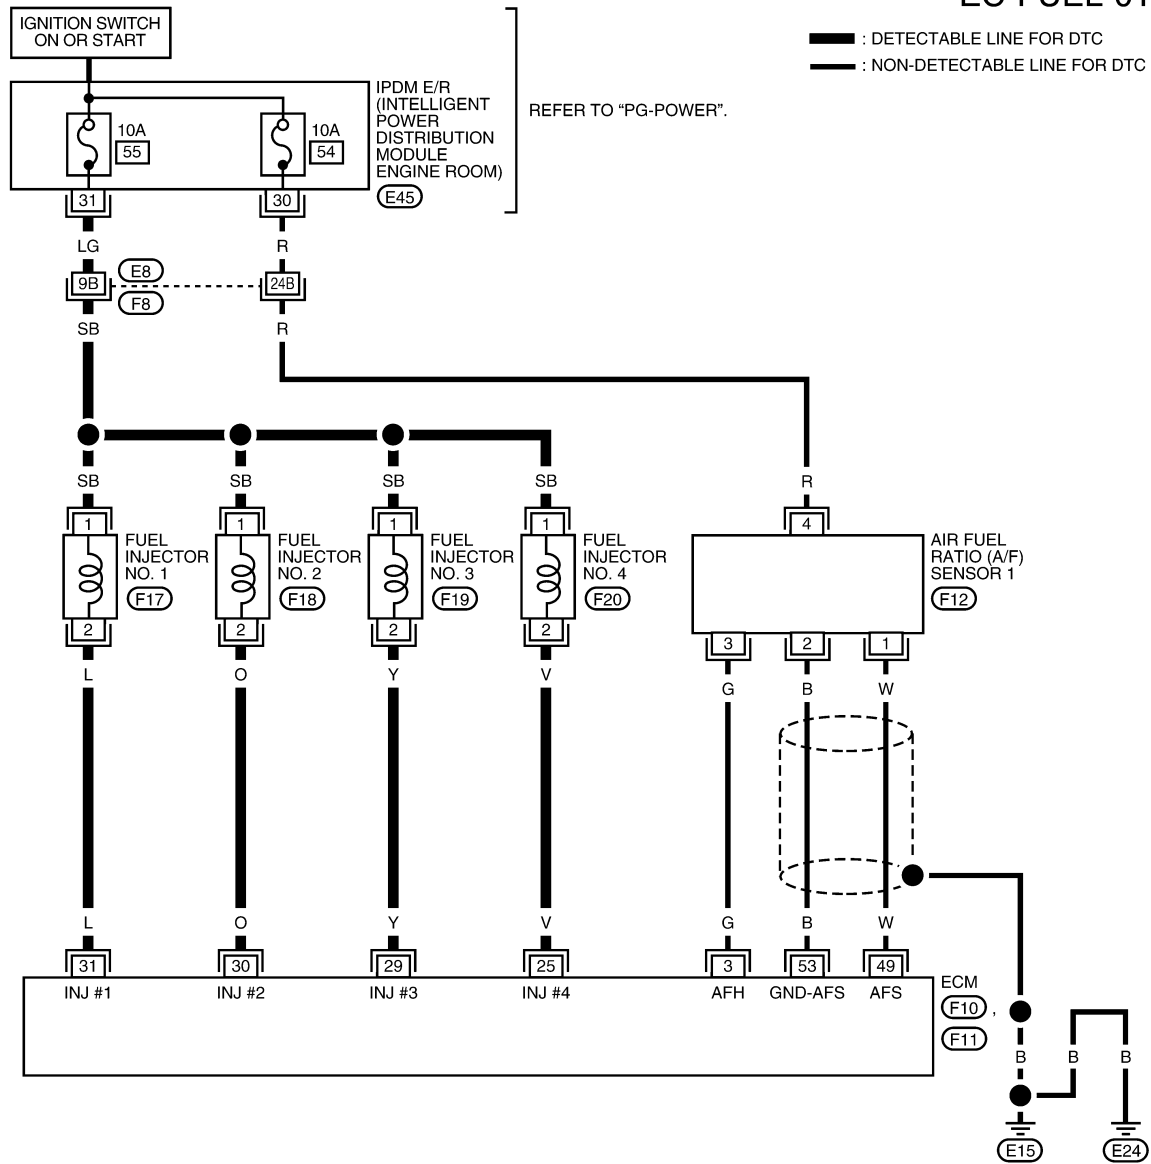 IGNITION SWITCH
ON OR START
: DETECTABLE LINE FOR DTC
: NON-DETECTABLE LINE FOR DTC
IPDM E/R
(INTELLIGENT
POWER
DISTRIBUTION
MODULE
ENGINE ROOM)
E45
REFER TO “PG-POWER”.
10A
55
10A
54
31
30
LG
R
9B
E8
F8
24B
SB
R
SB
SB
SB
SB
R
1
1
1
1
4
FUEL
INJECTOR
NO. 1
F17
FUEL
INJECTOR
NO. 2
F18
FUEL
INJECTOR
NO. 3
F19
FUEL
INJECTOR
NO. 4
F20
AIR FUEL
RATIO (A/F)
SENSOR 1
F12
2
2
2
2
3
2
1
L
O
Y
V
G
B
W
L
O
Y
V
G
B
W
31
30
29
25
3
53
49
INJ #1
INJ #2
INJ #3
INJ #4
AFH
GND-AFS
AFS
ECM
F10 ,
F11
B
B
B
E15
E24